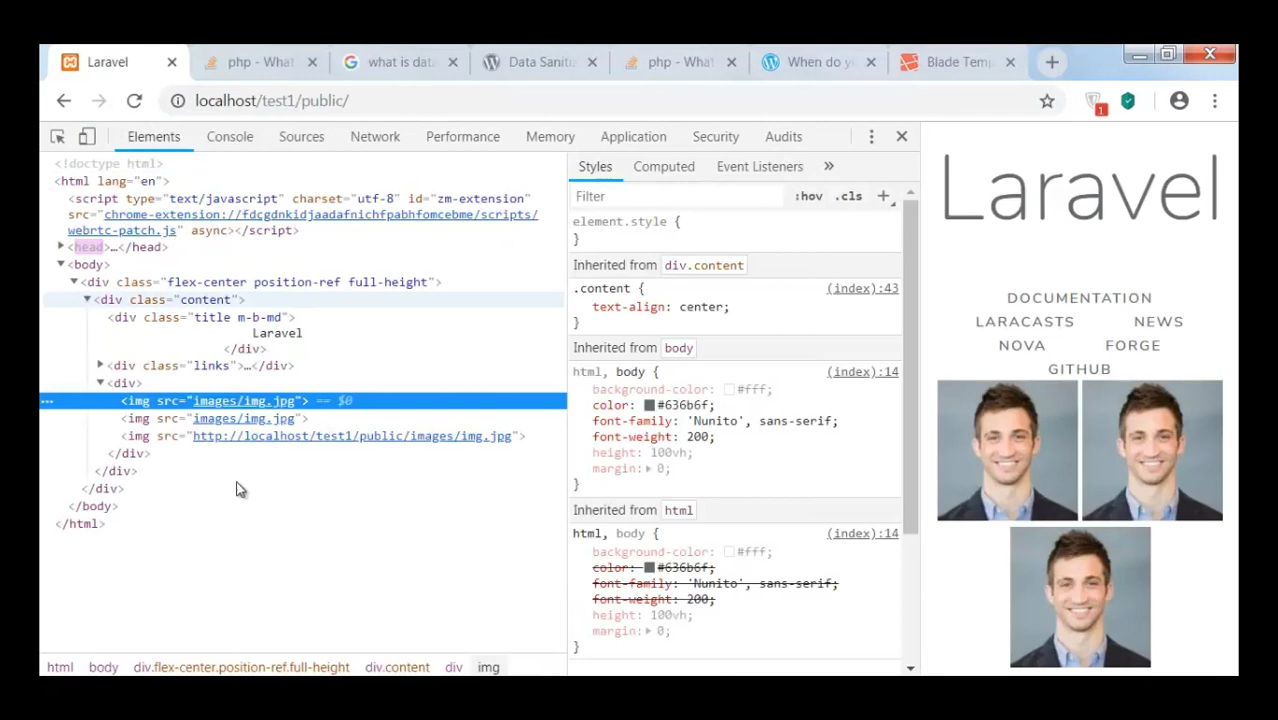 Laravel
php - What
what is data
Data Saniti
php - What
When do yo
Blade Temp
localhost/test1/public/
1
Elements Console Sources Network Performance Memory Application Security Audits
<!doctype html>
<html lang="en">
<script type="text/javascript" charset="utf-8" id="zm-extension"
src="chrome-extension://fdcgdnkidjaadafnichfpabhfomcebme/scripts/
webrtc-patch.js" async></script>
<head>…</head>
<body>
<div class="flex-center position-ref full-height">
<div class="content">
<div class="title m-b-md">
Laravel
</div>
<div class="links">…</div>
<div>
<img src="images/img.jpg"> == $0
<img src="images/img.jpg">
<img src="http://localhost/test1/public/images/img.jpg">
</div>
</div>
</div>
</body>
</html>
html body div.flex-center.position-ref.full-height div.content div img
Styles Computed Event Listeners »
Filter :hov .cls +
element.style {
}
Inherited from div.content
.content { (index):43
text-align: center;
}
Inherited from body
html, body { (index):14
background-color: #fff;
color: #636b6f;
font-family: 'Nunito', sans-serif;
font-weight: 200;
height: 100vh;
margin: 0;
}
Inherited from html
html, body { (index):14
background-color: #fff;
color: #636b6f;
font-family: 'Nunito', sans-serif;
font-weight: 200;
height: 100vh;
margin: 0;
}
Laravel
DOCUMENTATION
LARACASTS NEWS
NOVA FORGE
GITHUB